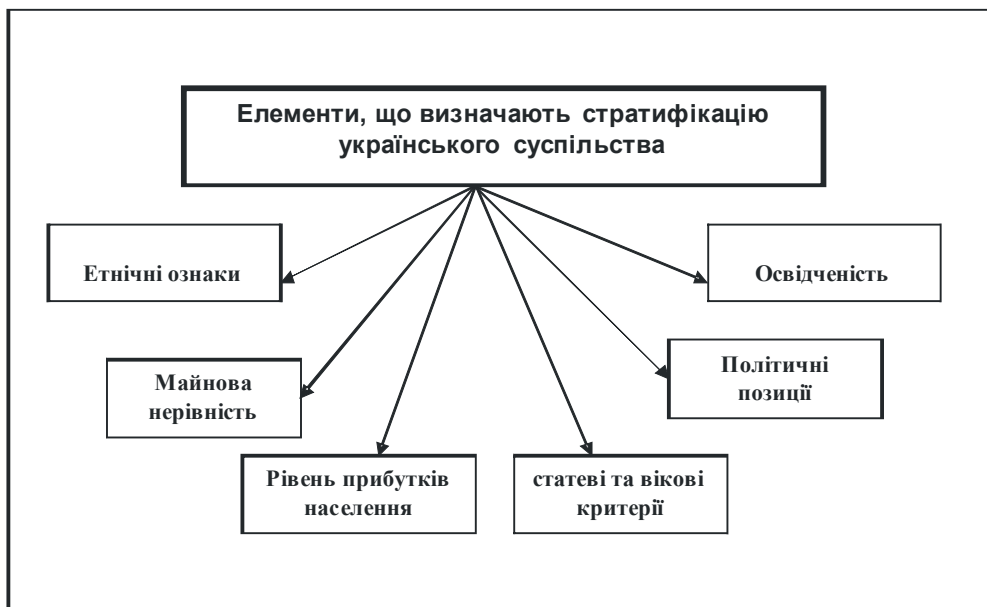 Елементи, що визначають стратифікацію
українського суспільства
Етнічні ознаки
Освідченість
Майнова
нерівність
Політичні
позиції
Рівень прибутків
населення
статеві та вікові
критерії